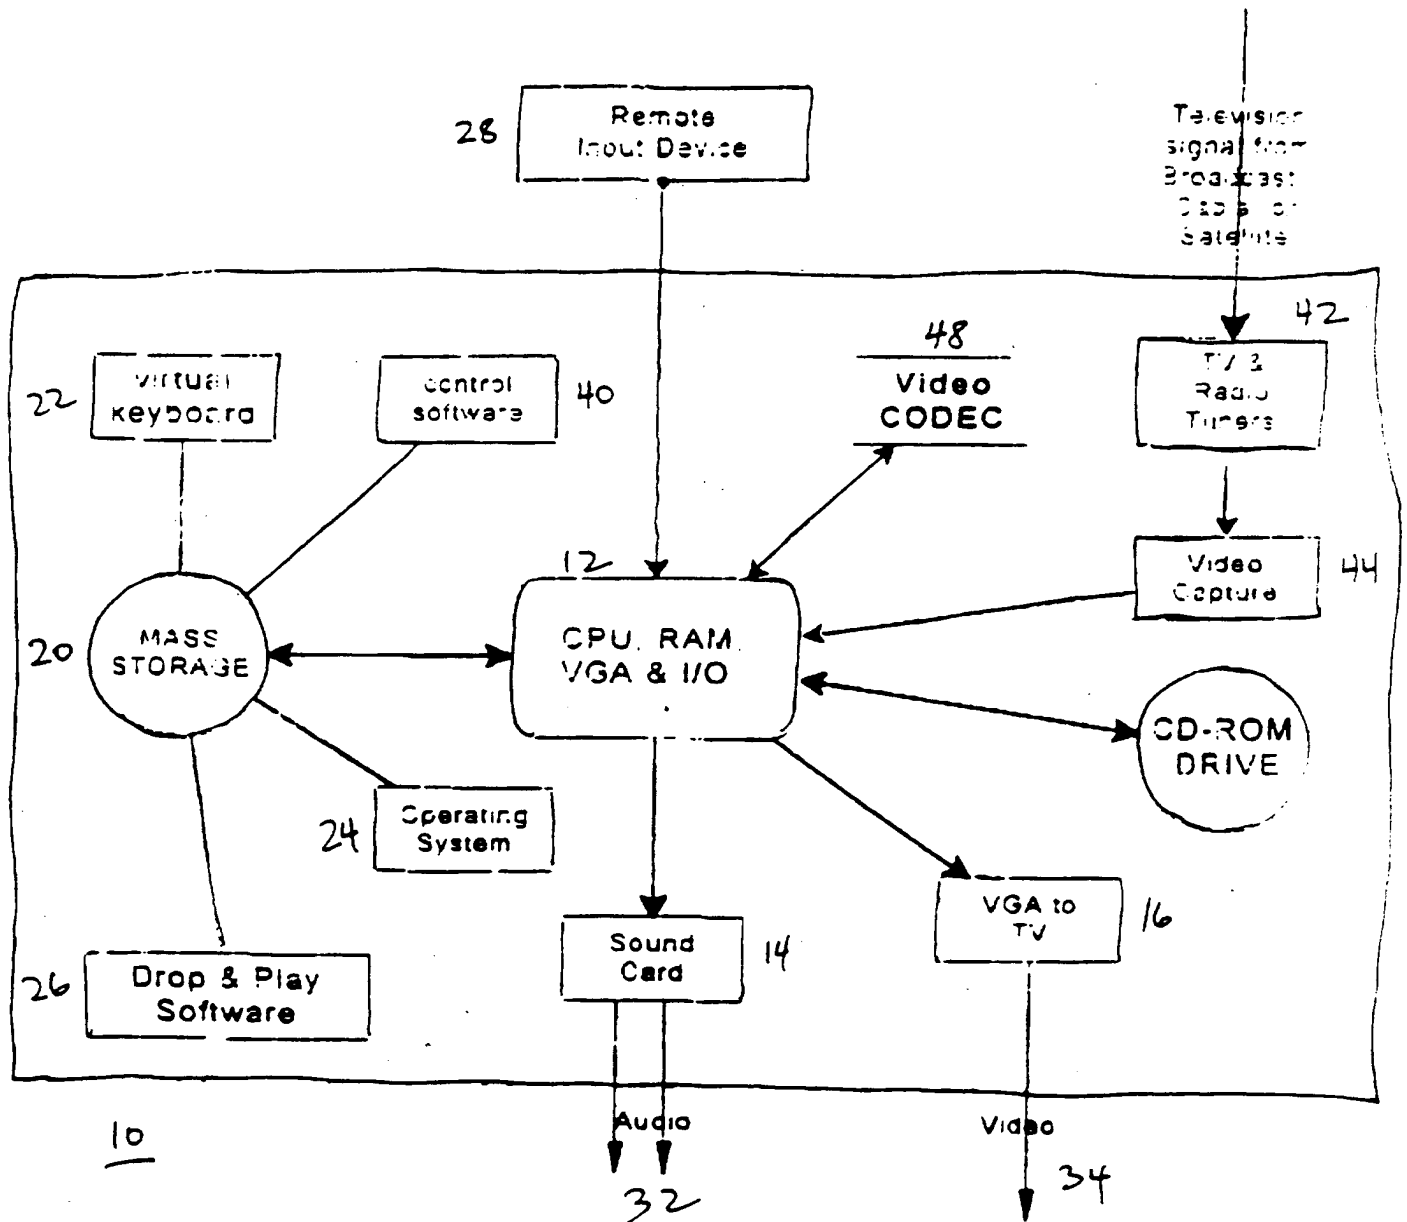 28
Remote
Input Device
Television
signal from
Broadcast
Cable or
Satellite
42
48
22
Virtual
Keyboard
control
software
40
Video
CODEC
TV &
Radio
Tuners
12
Video
Capture
44
20
MASS
STORAGE
CPU, RAM,
VGA & I/O
CD-ROM
DRIVE
24
Operating
System
VGA to
TV
16
26
Drop & Play
Software
Sound
Card
14
10
Audio
Video
32
34